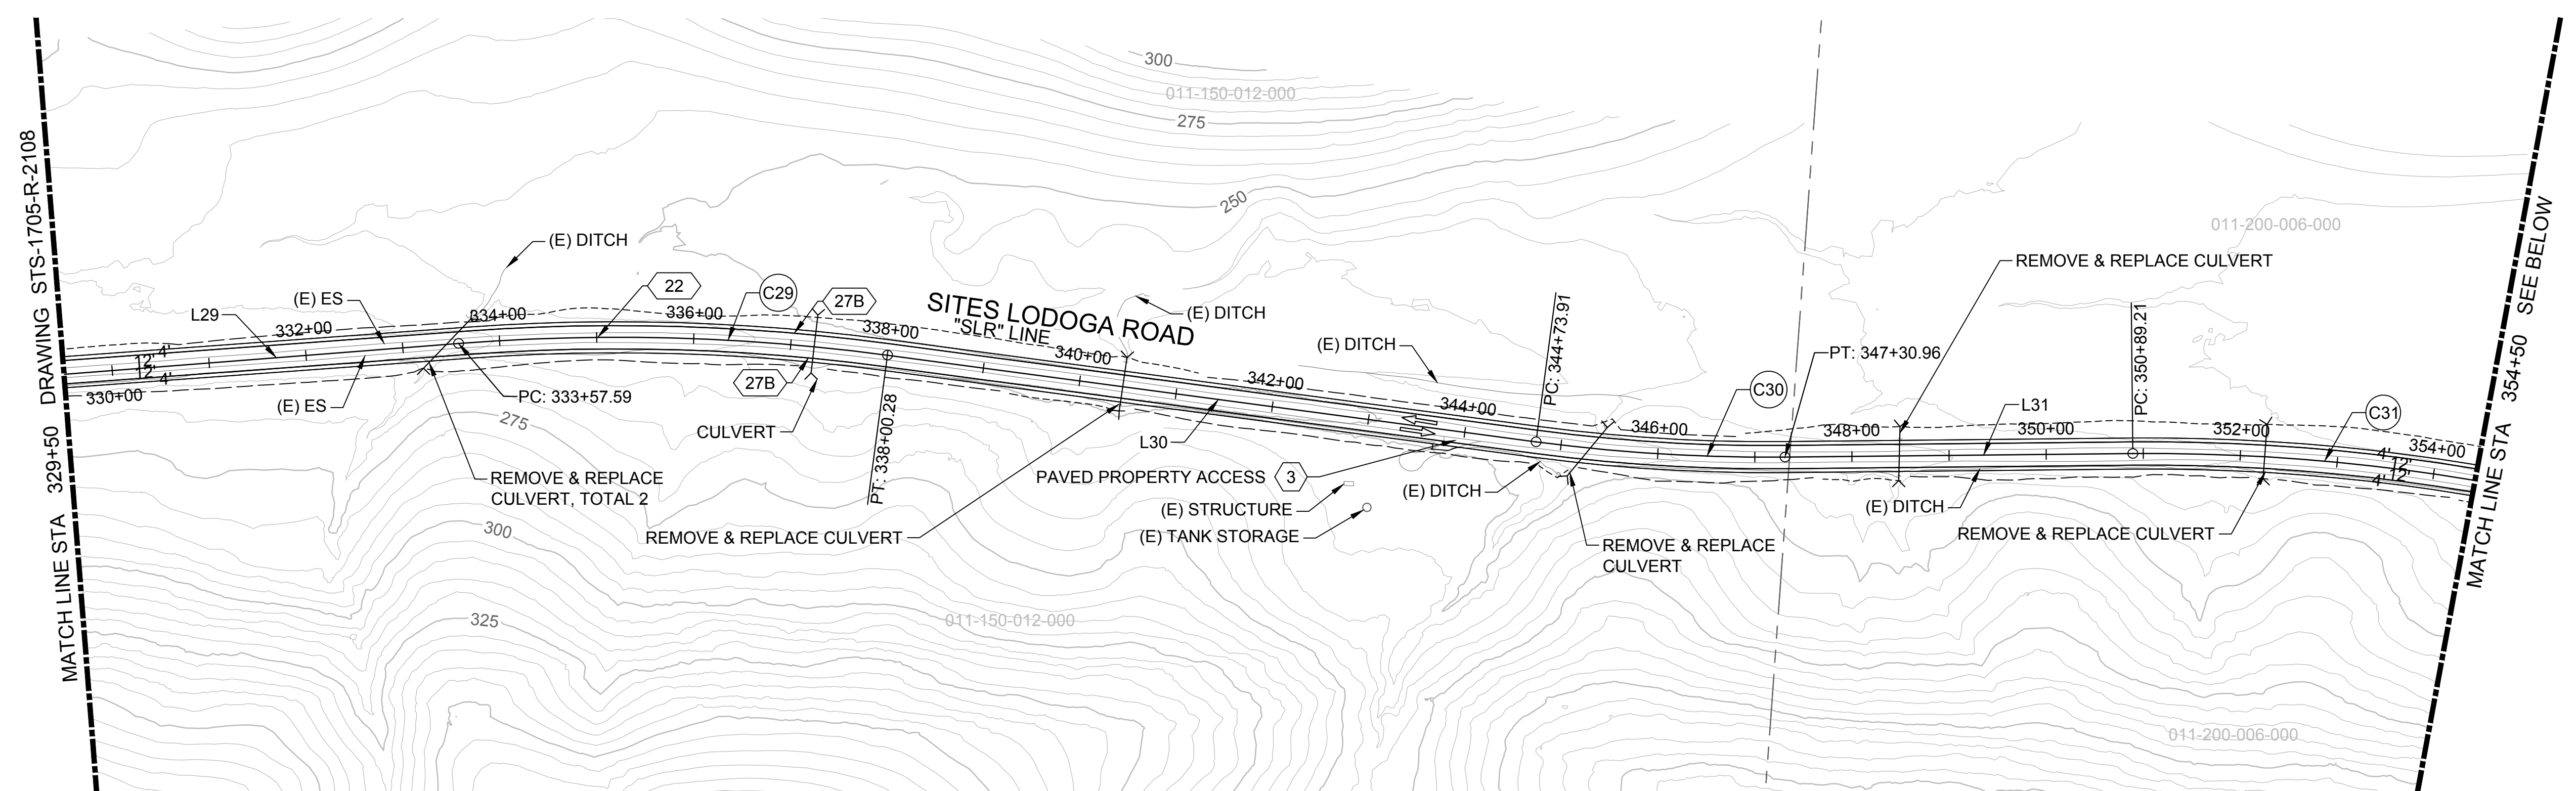 MATCH LINE STA 329+50 DRAWING STS-1705-R-2108
300
011-150-012-000
275
250
011-200-006-000
(E) DITCH
REMOVE & REPLACE CULVERT
L29
(E) ES
332+00
334+00
22
336+00
C29
27B
338+00
SITES LODOGA ROAD
"SLR" LINE
340+00
(E) DITCH
342+00
(E) DITCH
344+00
PC: 344+73.91
346+00
C30
PT: 347+30.96
348+00
L31
350+00
PC: 350+89.21
352+00
C31
354+00
4'
12'
12'
4'
4'
12'
12'
4'
330+00
(E) ES
PC: 333+57.59
275
27B
CULVERT
PT: 338+00.28
L30
PAVED PROPERTY ACCESS
3
(E) STRUCTURE
(E) TANK STORAGE
(E) DITCH
(E) DITCH
REMOVE & REPLACE
CULVERT, TOTAL 2
REMOVE & REPLACE CULVERT
REMOVE & REPLACE
CULVERT
REMOVE & REPLACE CULVERT
300
325
011-150-012-000
011-200-006-000
MATCH LINE STA 354+50 SEE BELOW